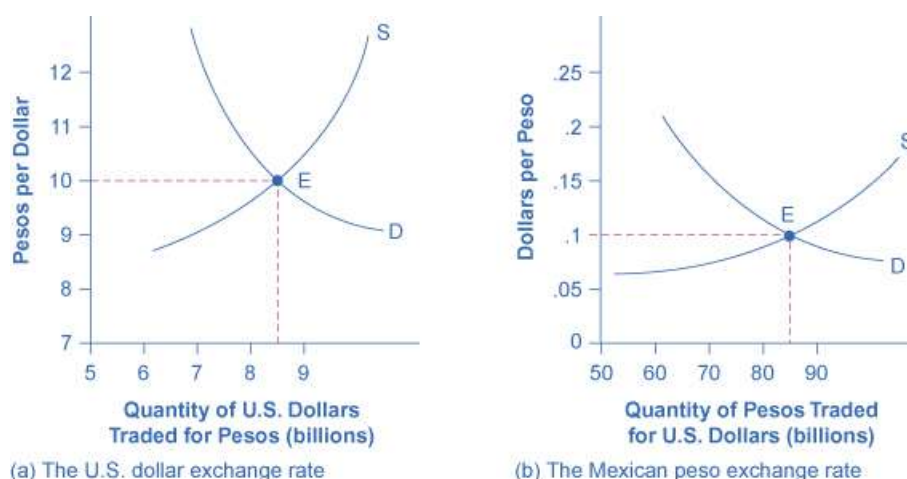 Pesos per Dollar
12
11
10
9
8
7
5 6 7 8 9
S
E
D
Quantity of U.S. Dollars
Traded for Pesos (billions)
(a) The U.S. dollar exchange rate
Dollars per Peso
.25
.2
.15
.1
.05
0
50 60 70 80 90
S
E
D
Quantity of Pesos Traded
for U.S. Dollars (billions)
(b) The Mexican peso exchange rate